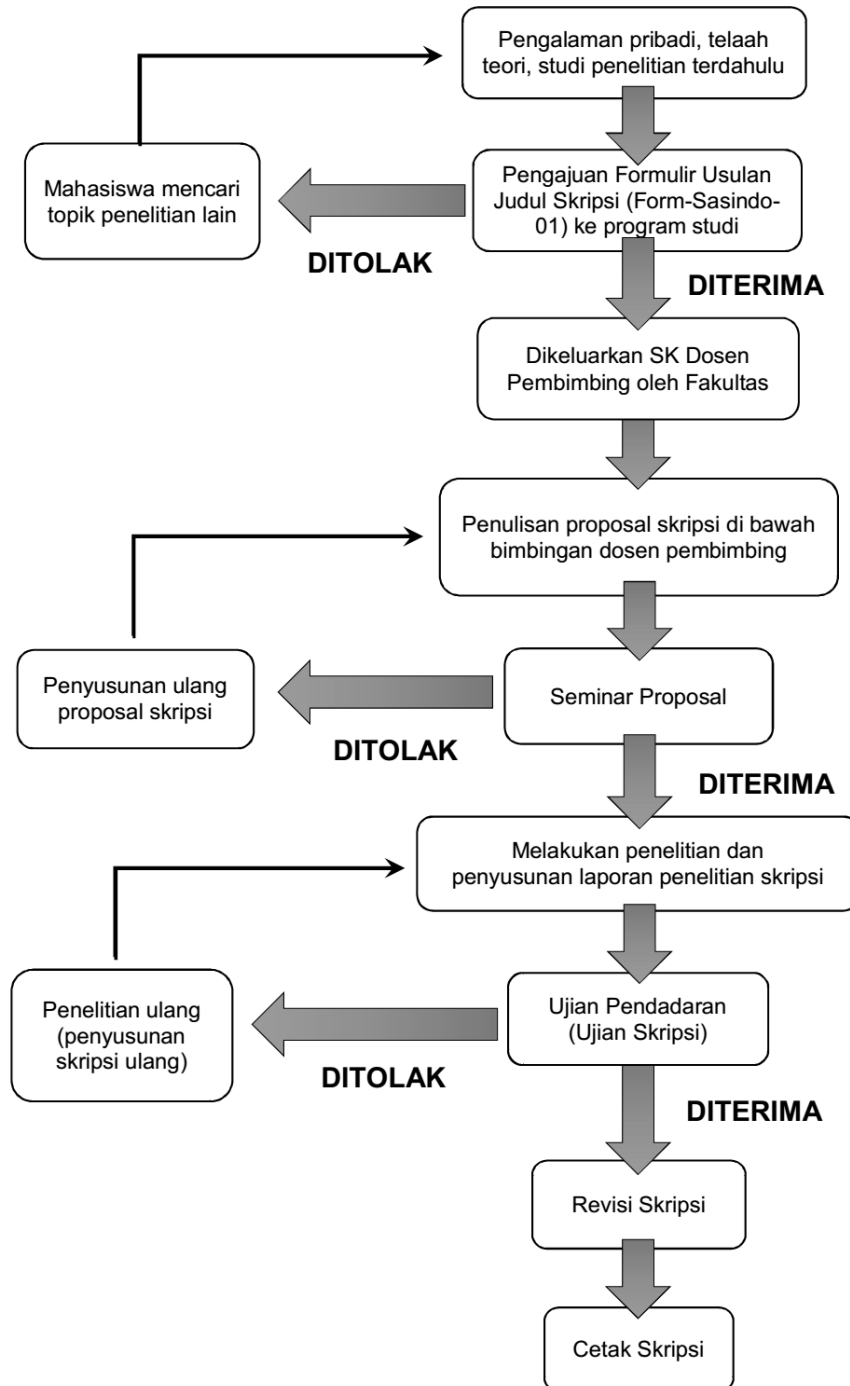 Pengalaman pribadi, telaah
teori, studi penelitian terdahulu
Mahasiswa mencari
topik penelitian lain
Pengajuan Formulir Usulan
Judul Skripsi (Form-Sasindo-
01) ke program studi
DITOLAK
DITERIMA
Dikeluarkan SK Dosen
Pembimbing oleh Fakultas
Penulisan proposal skripsi di bawah
bimbingan dosen pembimbing
Penyusunan ulang
proposal skripsi
Seminar Proposal
DITOLAK
DITERIMA
Melakukan penelitian dan
penyusunan laporan penelitian skripsi
Penelitian ulang
(penyusunan
skripsi ulang)
Ujian Pendadaran
(Ujian Skripsi)
DITOLAK
DITERIMA
Revisi Skripsi
Cetak Skripsi